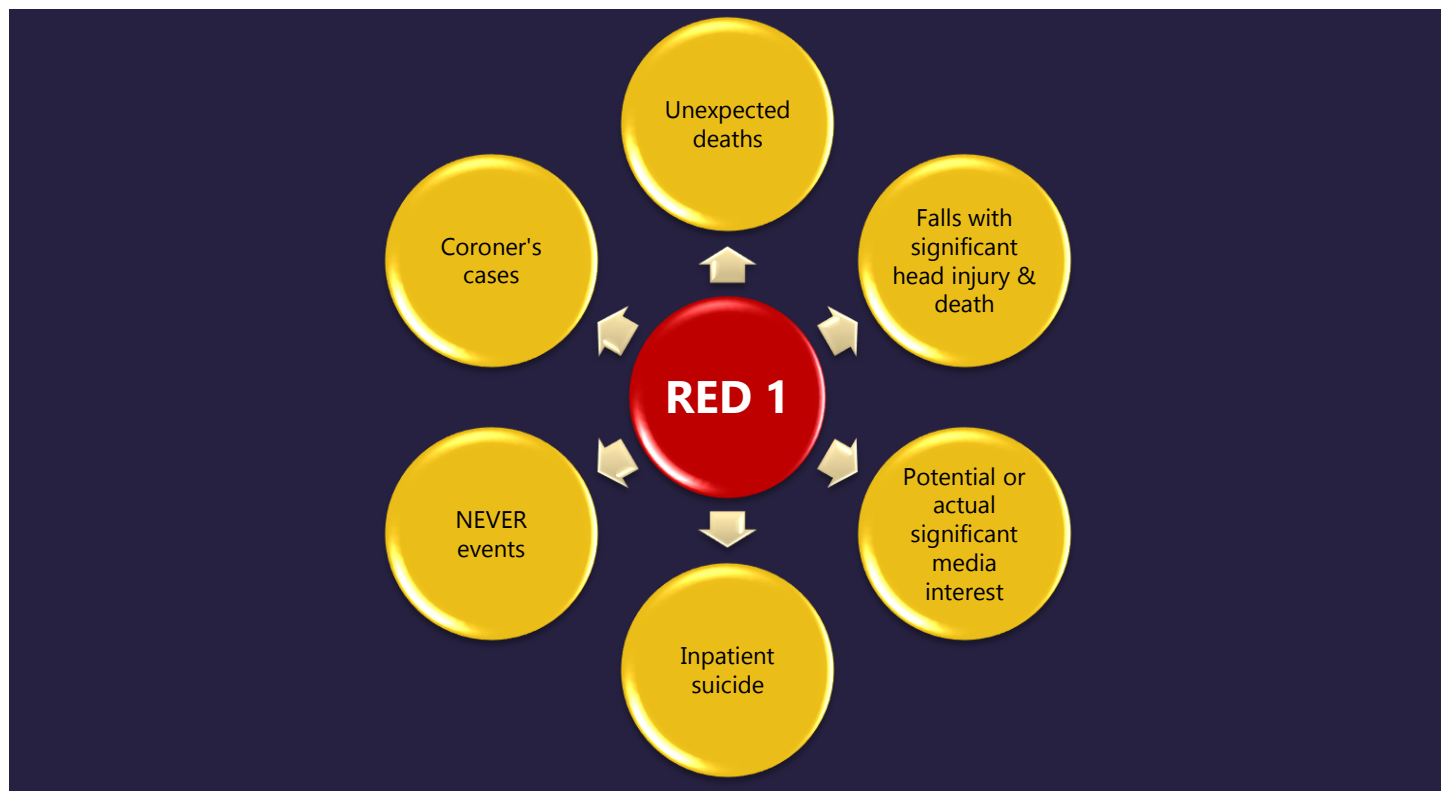 Unexpected
deaths
Falls with
significant
head injury &
death
Potential or
actual
significant
media
interest
Inpatient
suicide
NEVER
events
Coroner's
cases
RED 1